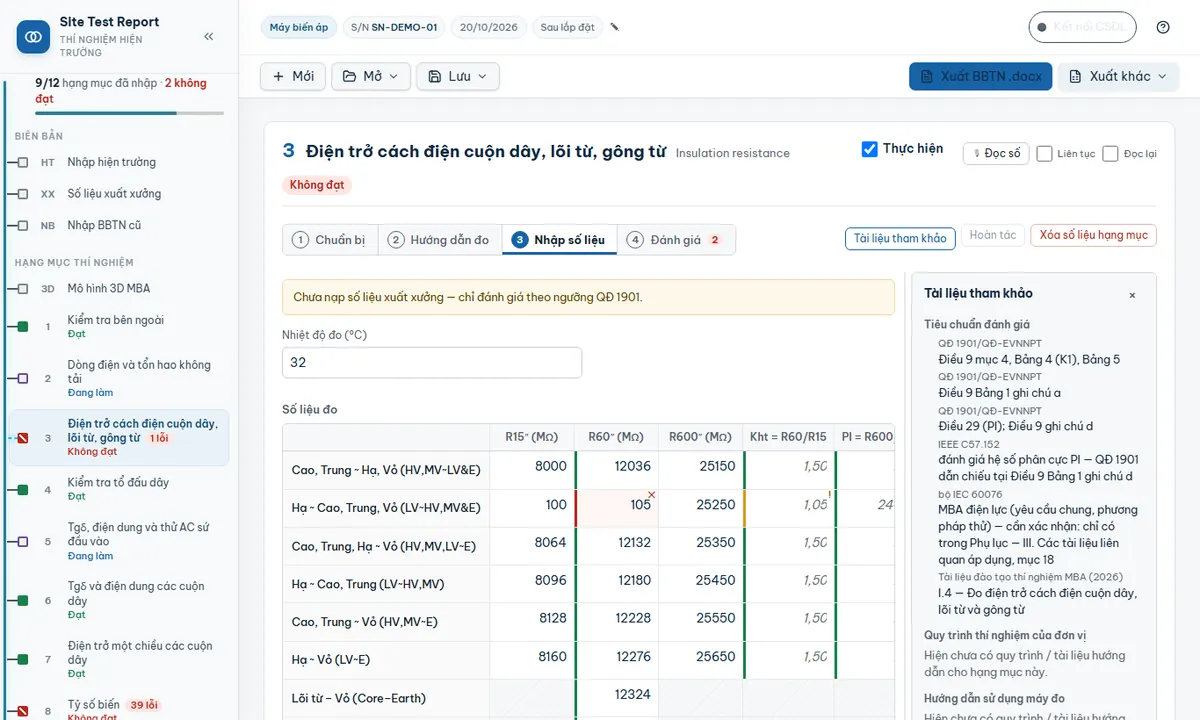 Site Test Report
THÍ NGHIỆM HIỆN
TRƯỜNG
9/12 hạng mục đã nhập · 2 không
đạt
BIÊN BẢN
HT Nhập hiện trường
XX Số liệu xuất xưởng
NB Nhập BBTN cũ
HẠNG MỤC THÍ NGHIỆM
3D Mô hình 3D MBA
1 Kiểm tra bên ngoài
Đạt
2 Dòng điện và tổn hao không
tải
Đang làm
3 Điện trở cách điện cuộn dây,
lõi từ, gông từ 1 lỗi
Không đạt
4 Kiểm tra tổ đấu dây
Đạt
5 Tgδ, điện dung và thử AC sứ
đầu vào
Đang làm
6 Tgδ và điện dung các cuộn
dây
Đạt
7 Điện trở một chiều các cuộn
dây
Đạt
8 Tỷ số biến 39 lỗi
Không đạt
Máy biến áp S/N SN-DEMO-01 20/10/2026 Sau lắp đặt
Kết nối CSDL
Mới Mở Lưu Xuất BBTN .docx Xuất khác
3 Điện trở cách điện cuộn dây, lõi từ, gông từ Insulation resistance
Không đạt
Thực hiện Đọc số Liên tục Đọc lại
1 Chuẩn bị 2 Hướng dẫn đo 3 Nhập số liệu 4 Đánh giá 2
Tài liệu tham khảo Hoàn tác Xóa số liệu hạng mục
Chưa nạp số liệu xuất xưởng — chỉ đánh giá theo ngưỡng QĐ 1901.
Nhiệt độ đo (°C)
32
Số liệu đo
R15" (MΩ) R60" (MΩ) R600" (MΩ) Kht = R60/R15 PI = R600
Cao, Trung ~ Hạ, Vỏ (HV,MV~LV&E) 8000 12036 25150 1,50
Hạ ~ Cao, Trung, Vỏ (LV~HV,MV&E) 100 105 × 25250 1,05 ! 24
Cao, Trung, Hạ ~ Vỏ (HV,MV,LV~E) 8064 12132 25350 1,50
Hạ ~ Cao, Trung (LV~HV,MV) 8096 12180 25450 1,50
Cao, Trung ~ Vỏ (HV,MV~E) 8128 12228 25550 1,50
Hạ ~ Vỏ (LV~E) 8160 12276 25650 1,50
Lõi từ – Vỏ (Core–Earth) 12324
Tài liệu tham khảo ×
Tiêu chuẩn đánh giá
QĐ 1901/QĐ-EVNNPT
Điều 9 mục 4, Bảng 4 (K1), Bảng 5
QĐ 1901/QĐ-EVNNPT
Điều 9 Bảng 1 ghi chú a
QĐ 1901/QĐ-EVNNPT
Điều 29 (PI); Điều 9 ghi chú d
IEEE C57.152
đánh giá hệ số phân cực PI — QĐ 1901
dẫn chiếu tại Điều 9 Bảng 1 ghi chú d
bộ IEC 60076
MBA điện lực (yêu cầu chung, phương
pháp thử) — cần xác nhận: chỉ có
trong Phụ lục — III. Các tài liệu liên
quan áp dụng, mục 18
Tài liệu đào tạo thí nghiệm MBA (2026)
I.4 — Đo điện trở cách điện cuộn dây,
lõi từ và gông từ
Quy trình thí nghiệm của đơn vị
Hiện chưa có quy trình / tài liệu hướng
dẫn cho hạng mục này.
Hướng dẫn sử dụng máy đo
Hiện chưa có quy trình / tài liệu hướng